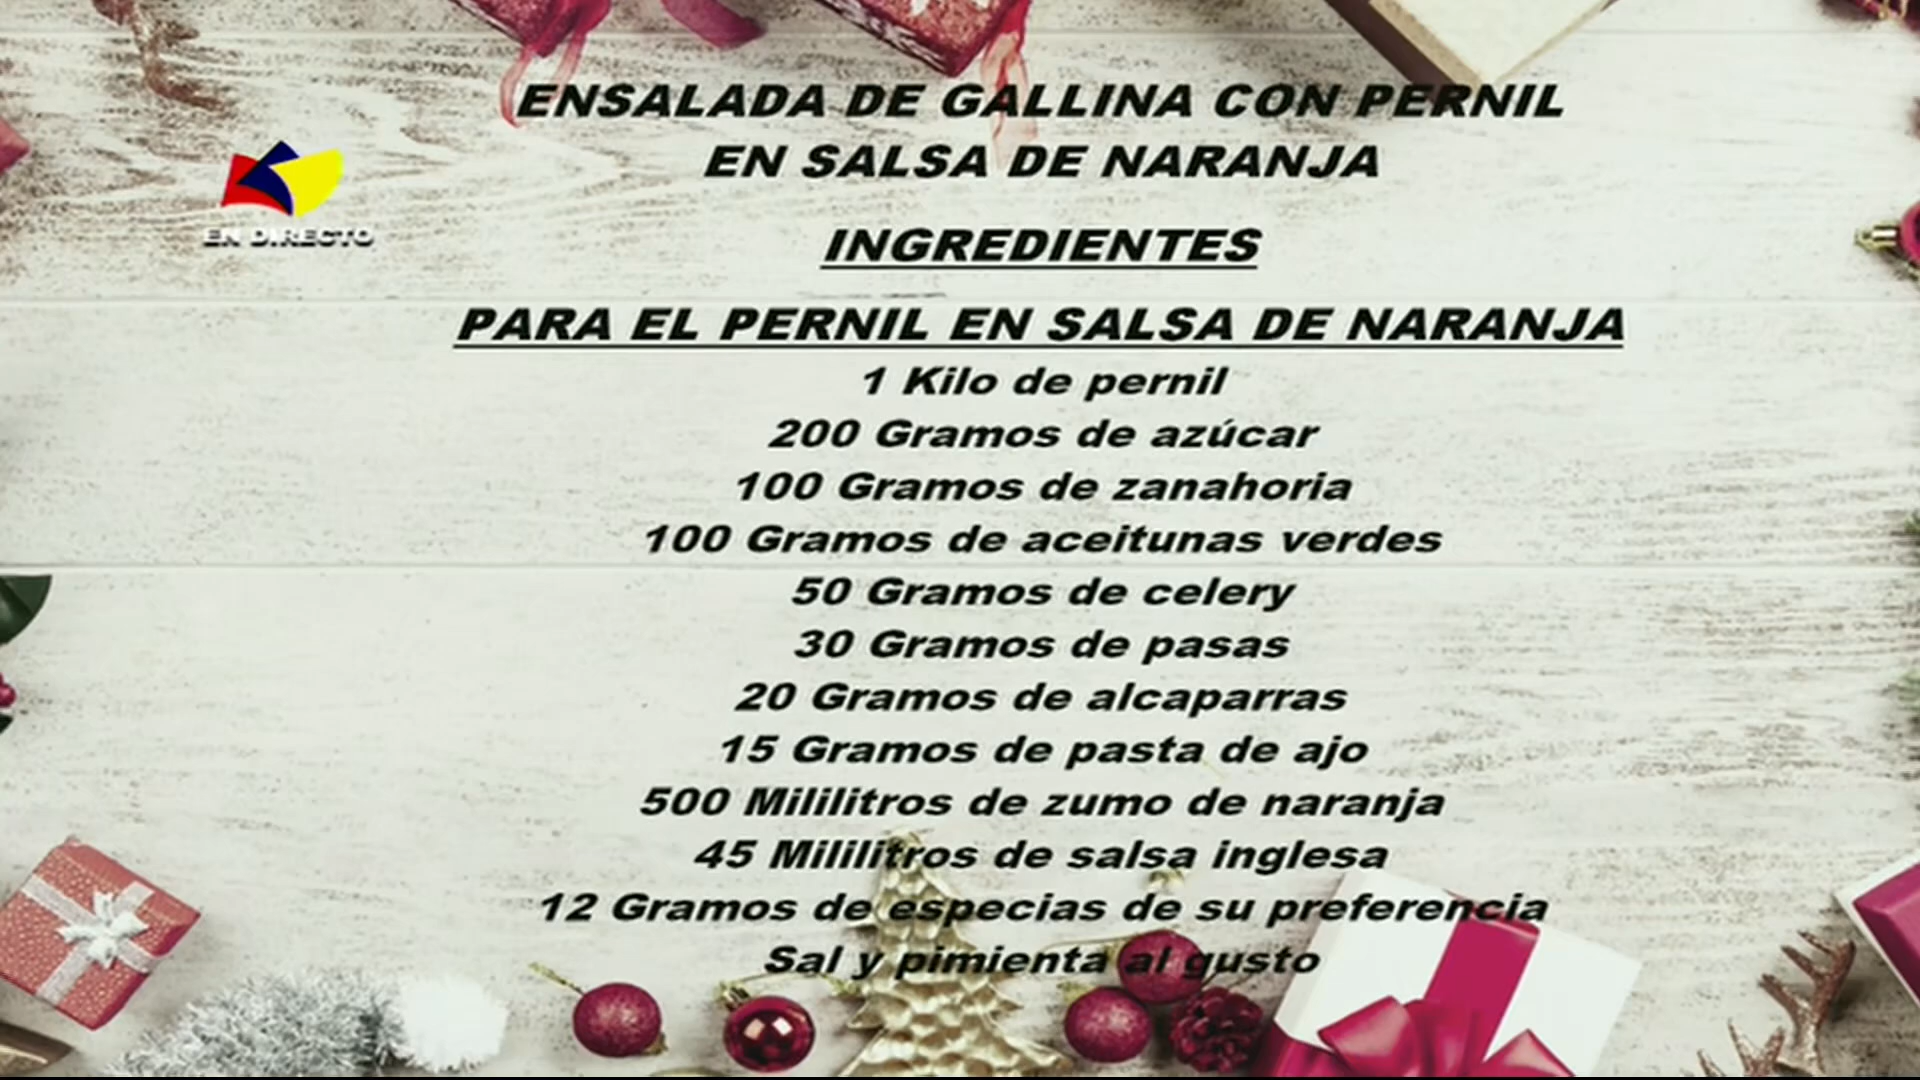 ENSALADA DE GALLINA CON PERNIL
EN SALSA DE NARANJA
EN DIRECTO
INGREDIENTES
PARA EL PERNIL EN SALSA DE NARANJA
1 Kilo de pernil
200 Gramos de azúcar
100 Gramos de zanahoria
100 Gramos de aceitunas verdes
50 Gramos de celery
30 Gramos de pasas
20 Gramos de alcaparras
15 Gramos de pasta de ajo
500 Mililitros de zumo de naranja
45 Mililitros de salsa inglesa
12 Gramos de especias de su preferencia
Sal y pimienta al gusto